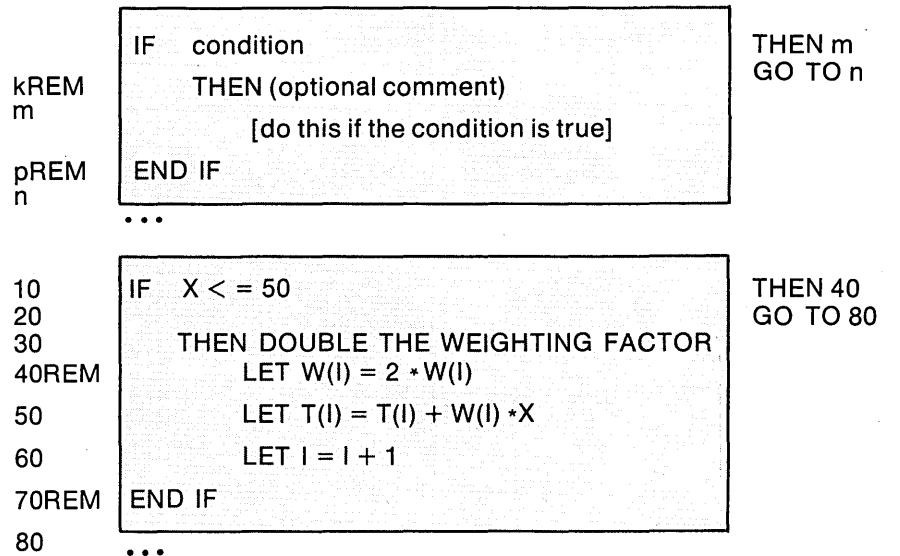 IF condition THEN m
GO TO n
kREM THEN (optional comment)
m
[do this if the condition is true]
pREM END IF
n
...
10 IF X < = 50 THEN 40
20 GO TO 80
30 THEN DOUBLE THE WEIGHTING FACTOR
40REM LET W(I) = 2 * W(I)
50 LET T(I) = T(I) + W(I) *X
60 LET I = I + 1
70REM END IF
80 ...